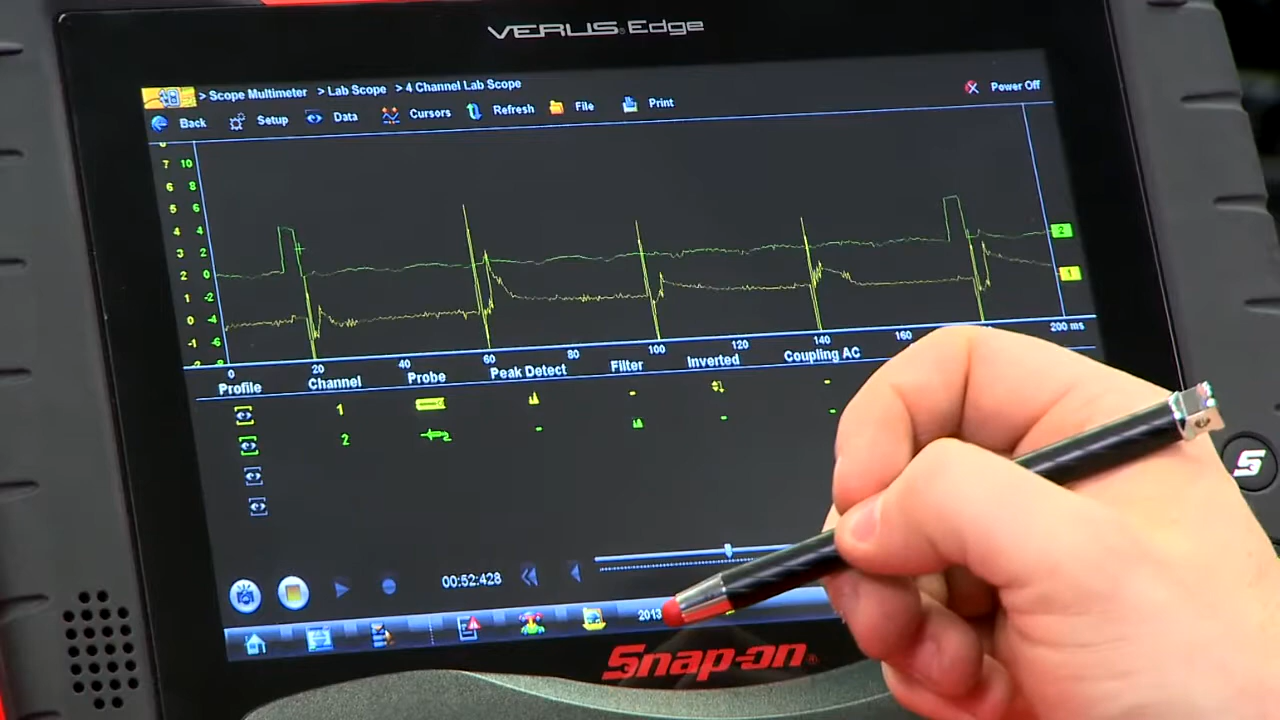 VERUS® Edge
> Scope Multimeter > Lab Scope > 4 Channel Lab Scope
Power Off
Back Setup Data Cursors Refresh File Print
7 10
6 8
5 6
4 4
3 2
2 0
1 -2
0 -4
-1 -6
2
1
0 20 40 60 80 100 120 140 160 200 ms
Profile Channel Probe Peak Detect Filter Inverted Coupling AC
1
2 2
00:52:428
2013
Snap-on®
S